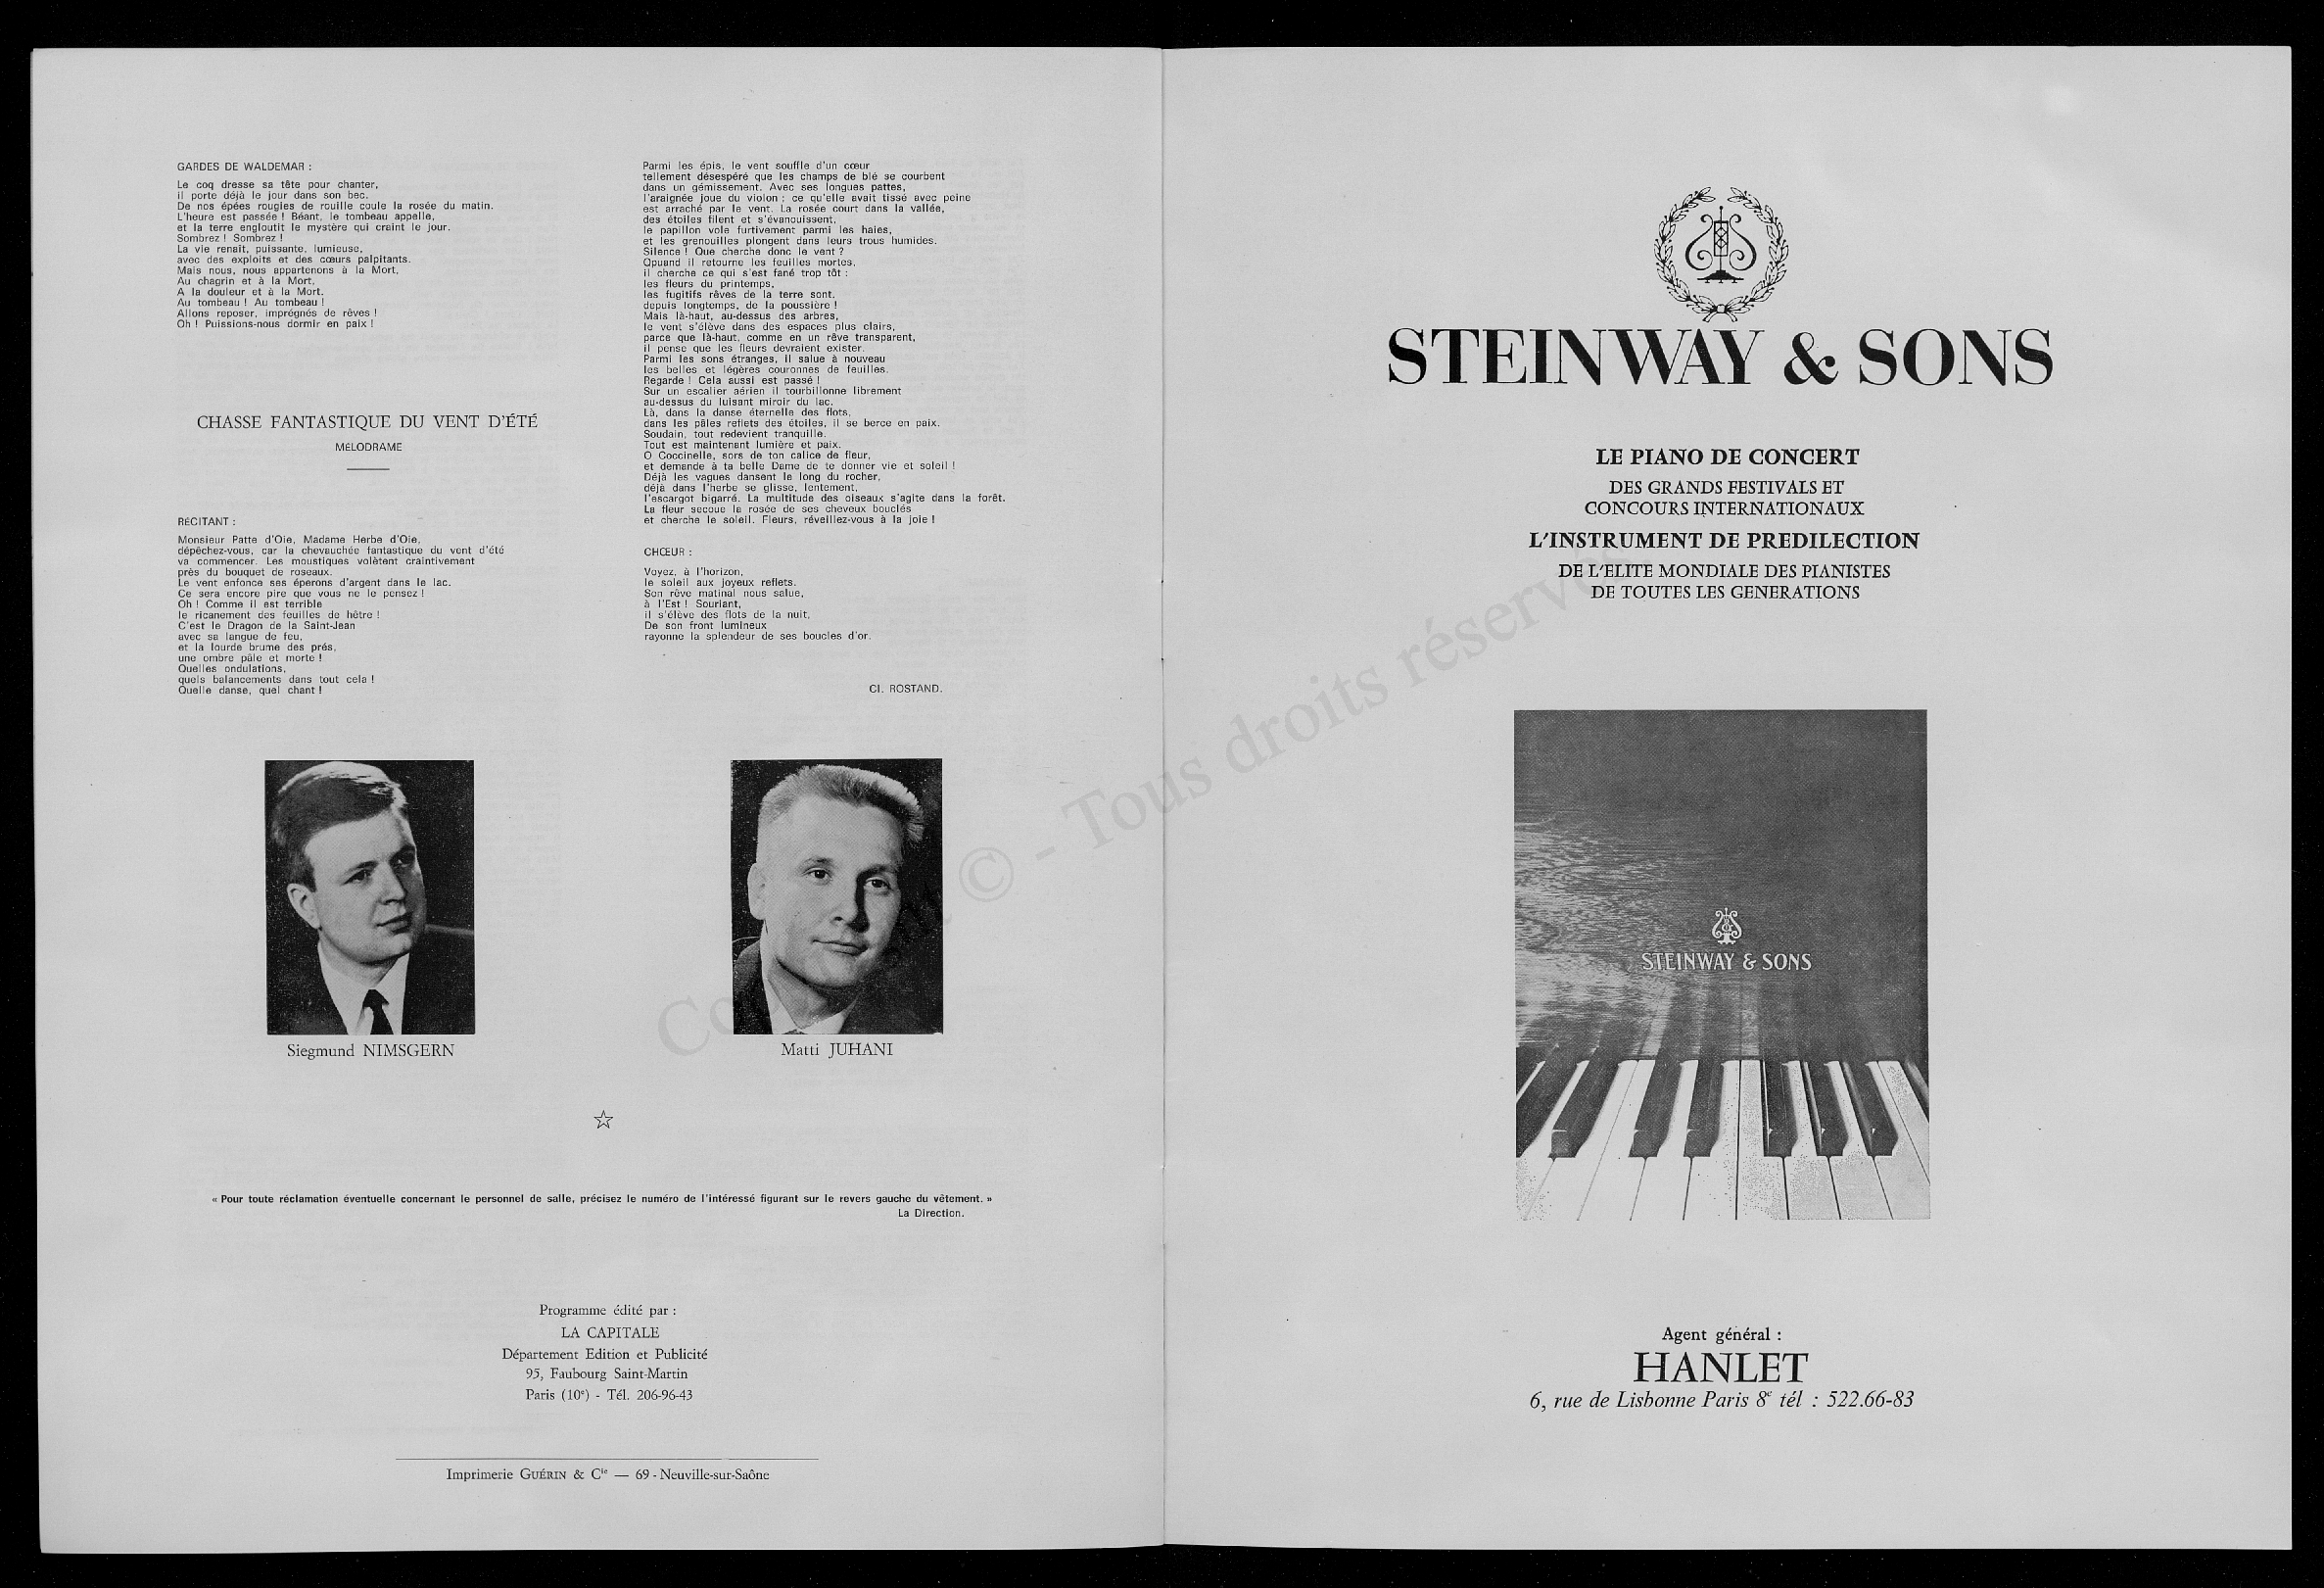 GARDES DE WALDEMAR :
Le coq dresse sa tête pour chanter,
il porte déjà le jour dans son bec.
De nos épées rougies de rouille coule la rosée du matin.
L'heure est passée ! Béant, le tombeau appelle,
et la terre engloutit le mystère qui craint le jour.
Sombrez ! Sombrez !
La vie renaît, puissante, lumieuse,
avec des exploits et des cœurs palpitants.
Mais nous, nous appartenons à la Mort,
Au chagrin et à la Mort,
A la douleur et à la Mort.
Au tombeau ! Au tombeau !
Allons reposer, imprégnés de rêves !
Oh ! Puissions-nous dormir en paix !
CHASSE FANTASTIQUE DU VENT D'ÉTÉ
MÉLODRAME
RÉCITANT :
Monsieur Patte d'Oie, Madame Herbe d'Oie,
dépêchez-vous, car la chevauchée fantastique du vent d'été
va commencer. Les moustiques volètent craintivement
près du bouquet de roseaux.
Le vent enfonce ses éperons d'argent dans le lac.
Ce sera encore pire que vous ne le pensez !
Oh ! Comme il est terrible
le ricanement des feuilles de hêtre !
C'est le Dragon de la Saint-Jean
avec sa langue de feu,
et la lourde brume des prés,
une ombre pâle et morte !
Quelles ondulations,
quels balancements dans tout cela !
Quelle danse, quel chant !
Parmi les épis, le vent souffle d'un cœur
tellement désespéré que les champs de blé se courbent
dans un gémissement. Avec ses longues pattes,
l'araignée joue du violon : ce qu'elle avait tissé avec peine
est arraché par le vent. La rosée court dans la vallée,
des étoiles filent et s'évanouissent,
le papillon vole furtivement parmi les haies,
et les grenouilles plongent dans leurs trous humides.
Silence ! Que cherche donc le vent ?
Qpuand il retourne les feuilles mortes,
il cherche ce qui s'est fané trop tôt :
les fleurs du printemps,
les fugitifs rêves de la terre sont,
depuis longtemps, de la poussière !
Mais là-haut, au-dessus des arbres,
le vent s'élève dans des espaces plus clairs,
parce que là-haut, comme en un rêve transparent,
il pense que les fleurs devraient exister.
Parmi les sons étranges, il salue à nouveau
les belles et légères couronnes de feuilles.
Regarde ! Cela aussi est passé !
Sur un escalier aérien il tourbillonne librement
au-dessus du luisant miroir du lac.
Là, dans la danse éternelle des flots,
dans les pâles reflets des étoiles, il se berce en paix.
Soudain, tout redevient tranquille.
Tout est maintenant lumière et paix.
O Coccinelle, sors de ton calice de fleur,
et demande à ta belle Dame de te donner vie et soleil !
Déjà les vagues dansent le long du rocher,
déjà dans l'herbe se glisse, lentement,
l'escargot bigarré. La multitude des oiseaux s'agite dans la forêt.
La fleur secoue la rosée de ses cheveux bouclés
et cherche le soleil. Fleurs, réveillez-vous à la joie !
CHŒUR :
Voyez, à l'horizon,
le soleil aux joyeux reflets.
Son rêve matinal nous salue,
à l'Est ! Souriant,
il s'élève des flots de la nuit,
De son front lumineux
rayonne la splendeur de ses boucles d'or.
Cl. ROSTAND.
Siegmund NIMSGERN
Matti JUHANI
☆
« Pour toute réclamation éventuelle concernant le personnel de salle, précisez le numéro de l'intéressé figurant sur le revers gauche du vêtement. »
La Direction.
Programme édité par :
LA CAPITALE
Département Edition et Publicité
95, Faubourg Saint-Martin
Paris (10e) - Tél. 206-96-43
Imprimerie GUÉRIN & Cie — 69 - Neuville-sur-Saône
STEINWAY & SONS
LE PIANO DE CONCERT
DES GRANDS FESTIVALS ET
CONCOURS INTERNATIONAUX
L'INSTRUMENT DE PREDILECTION
DE L'ELITE MONDIALE DES PIANISTES
DE TOUTES LES GENERATIONS
STEINWAY & SONS
Agent général :
HANLET
6, rue de Lisbonne Paris 8e tél : 522.66-83
© - Tous droits réservés